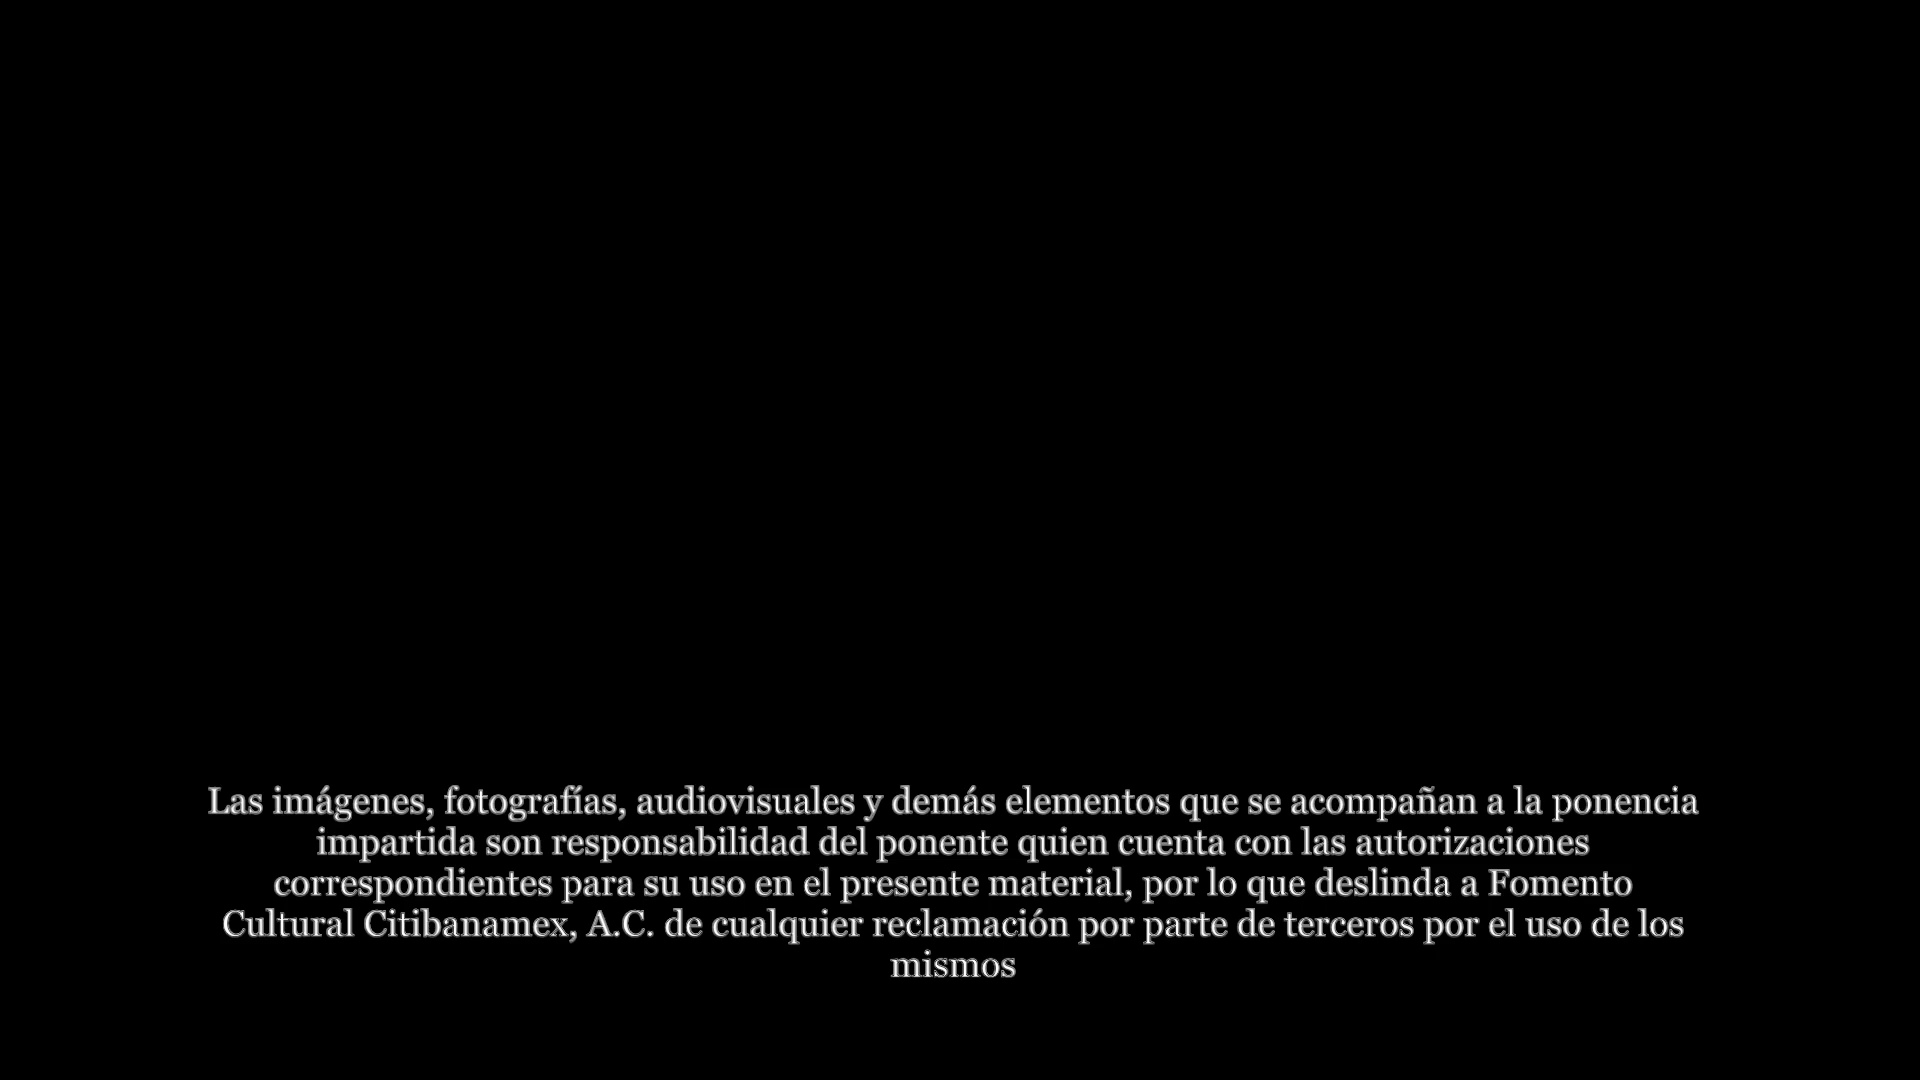 Las imágenes, fotografías, audiovisuales y demás elementos que se acompañan a la ponencia
impartida son responsabilidad del ponente quien cuenta con las autorizaciones
correspondientes para su uso en el presente material, por lo que deslinda a Fomento
Cultural Citibanamex, A.C. de cualquier reclamación por parte de terceros por el uso de los
mismos